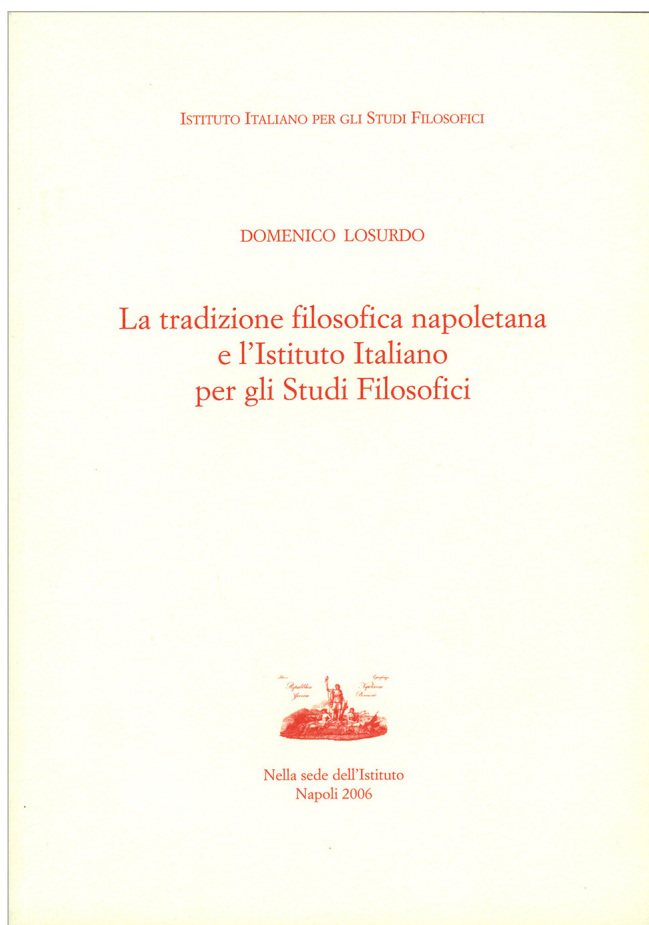 ISTITUTO ITALIANO PER GLI STUDI FILOSOFICI
DOMENICO LOSURDO
La tradizione filosofica napoletana
e l'Istituto Italiano
per gli Studi Filosofici
Repubblica
Nella sede dell'Istituto
Napoli 2006